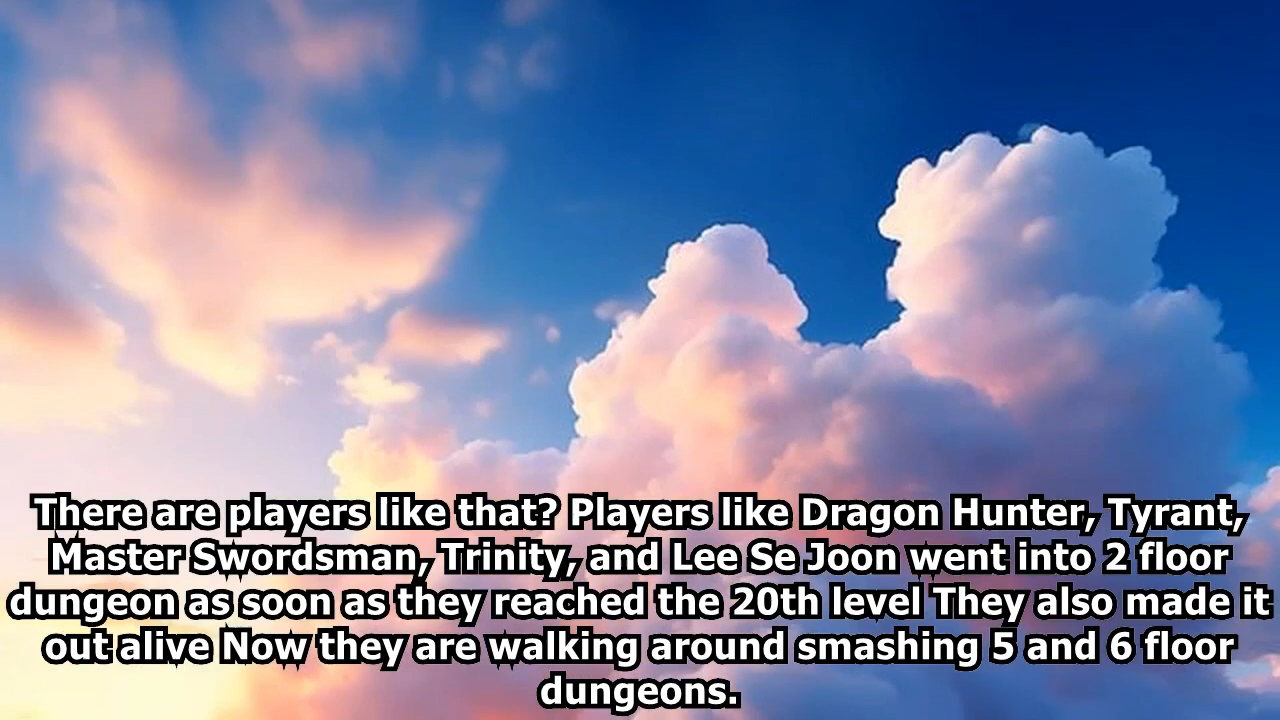 There are players like that? Players like Dragon Hunter, Tyrant,
Master Swordsman, Trinity, and Lee Se Joon went into 2 floor
dungeon as soon as they reached the 20th level They also made it
out alive Now they are walking around smashing 5 and 6 floor
dungeons.